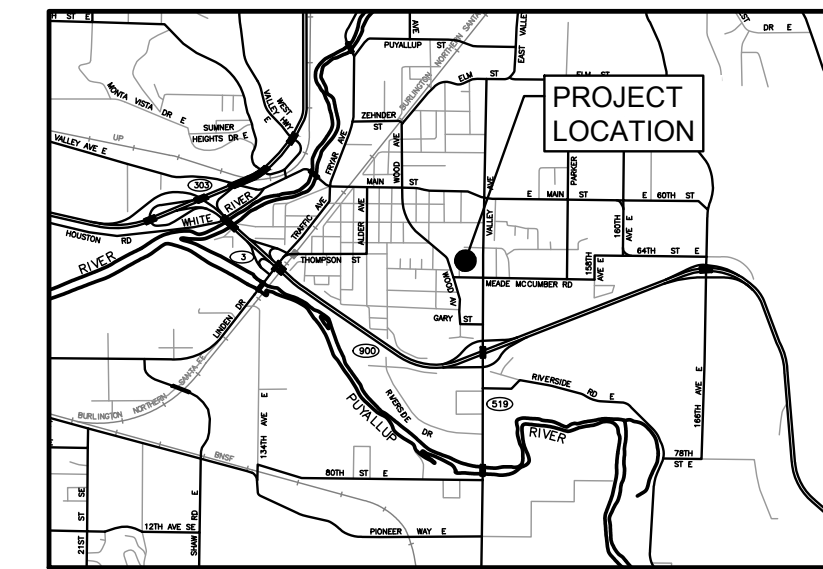 H ST E
AVE
PUYALLUP ST
EAST VALLE
DR E
ST
BURLINGTON NORTHERN SANTA
MONTA VISTA DR E
WEST VALLEY HWY E
ELM ST
ELM ST E
PROJECT
LOCATION
ZEHNDER
ST
SUMNER
HEIGHTS DR E
UP
VALLEY AVE E
FRYAR AVE
WOOD AVE
MAIN ST
VALLEY AVE
PARKER
303
WHITE RIVER
E MAIN ST
E 60TH ST
HOUSTON RD
RIVER
TRAFFIC AVE
ALDER AVE
160TH
AVE E
64TH ST E
3
THOMPSON ST
158TH
AVE E
WOOD AV
MEADE MCCUMBER RD
GARY ST
LINDEN DR
900
RIVERSIDE RD E
BURLINGTON NORTHERN SANTA FE
134TH AVE E
PUYALLUP
RIVERSIDE DR
519
RIVER
166TH AVE E
BNSF
78TH
ST E
80TH ST E
21ST ST SE
12TH AVE SE
SHAW RD E
PIONEER WAY E